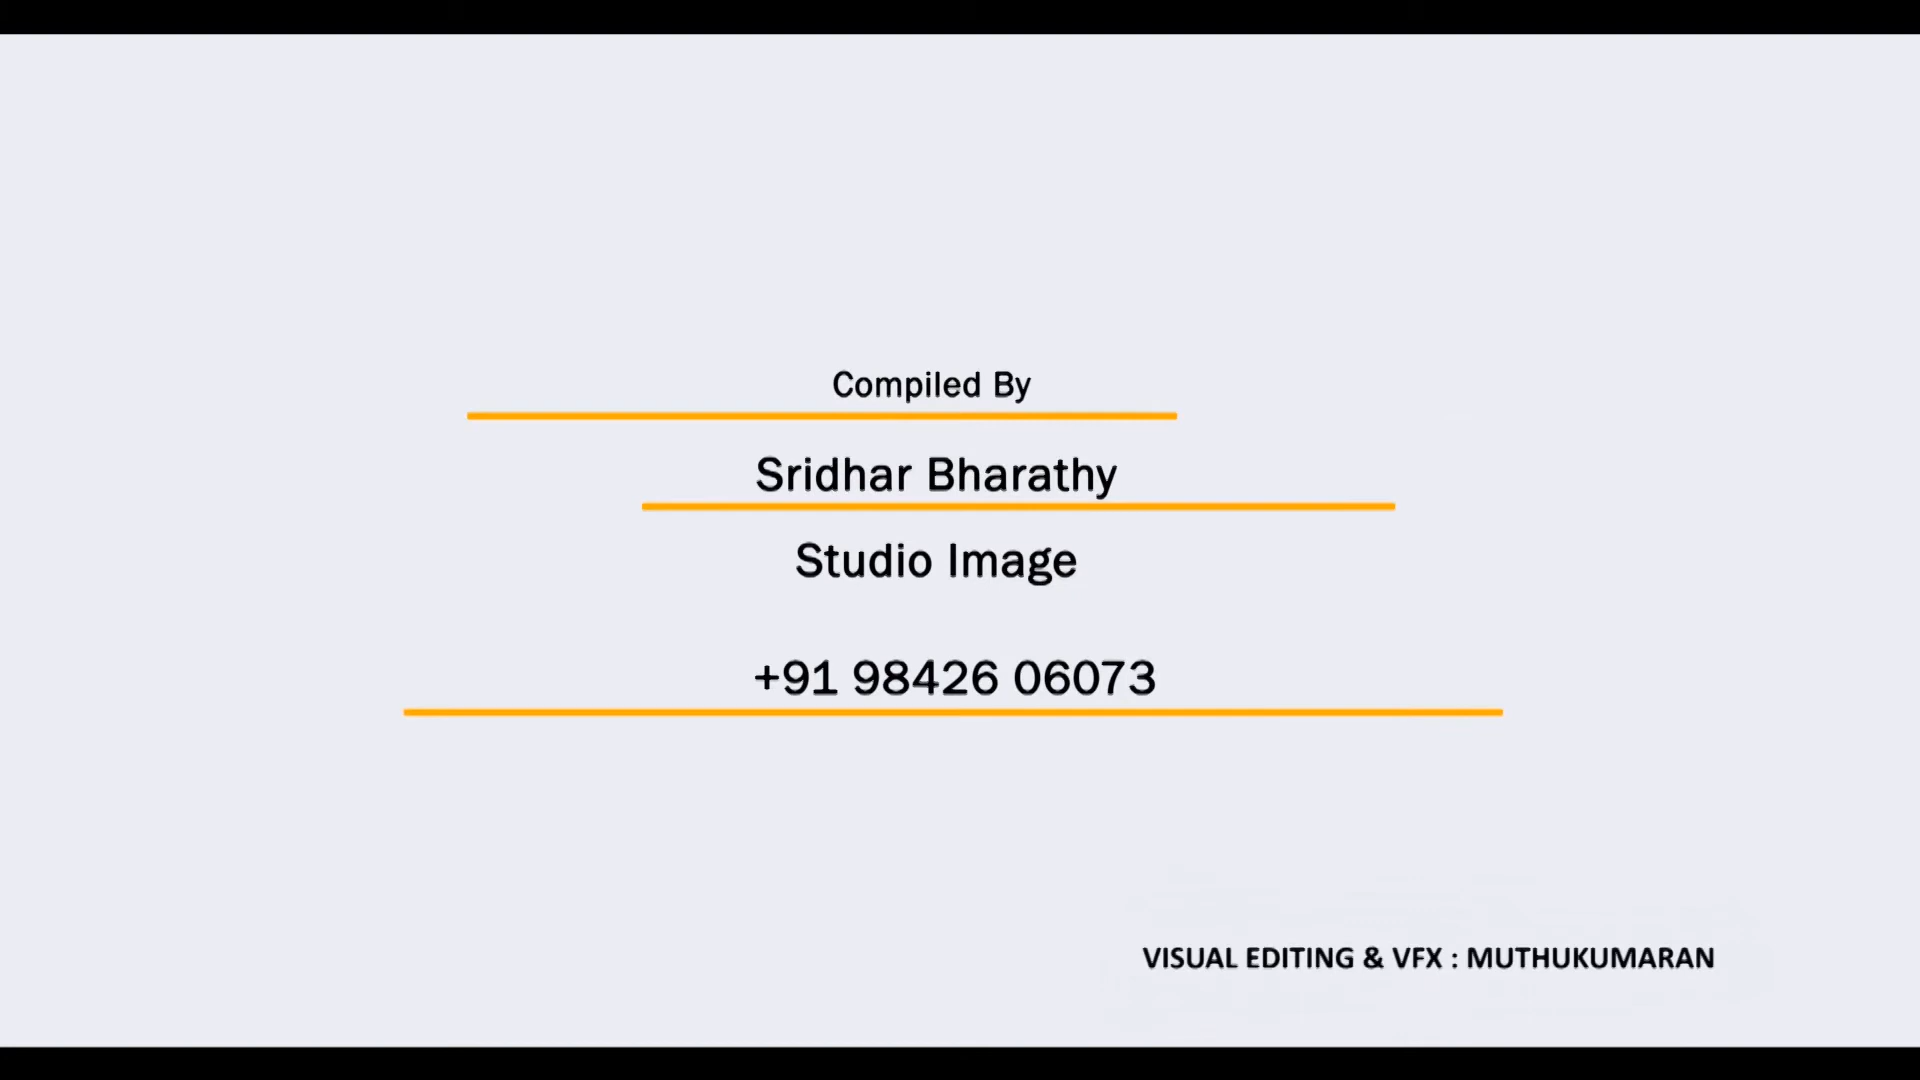 Compiled By
Sridhar Bharathy
Studio Image
+91 98426 06073
VISUAL EDITING & VFX : MUTHUKUMARAN